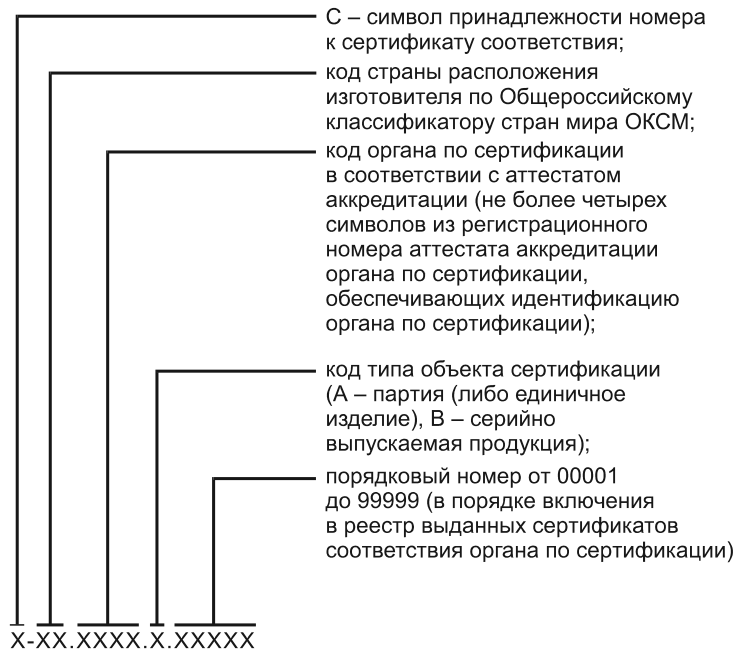 С – символ принадлежности номера
к сертификату соответствия;
код страны расположения
изготовителя по Общероссийскому
классификатору стран мира ОКСМ;
код органа по сертификации
в соответствии с аттестатом
аккредитации (не более четырех
символов из регистрационного
номера аттестата аккредитации
органа по сертификации,
обеспечивающих идентификацию
органа по сертификации);
код типа объекта сертификации
(А – партия (либо единичное
изделие), В – серийно
выпускаемая продукция);
порядковый номер от 00001
до 99999 (в порядке включения
в реестр выданных сертификатов
соответствия органа по сертификации)
Х-ХХ.ХХХХ.Х.ХХХХХ